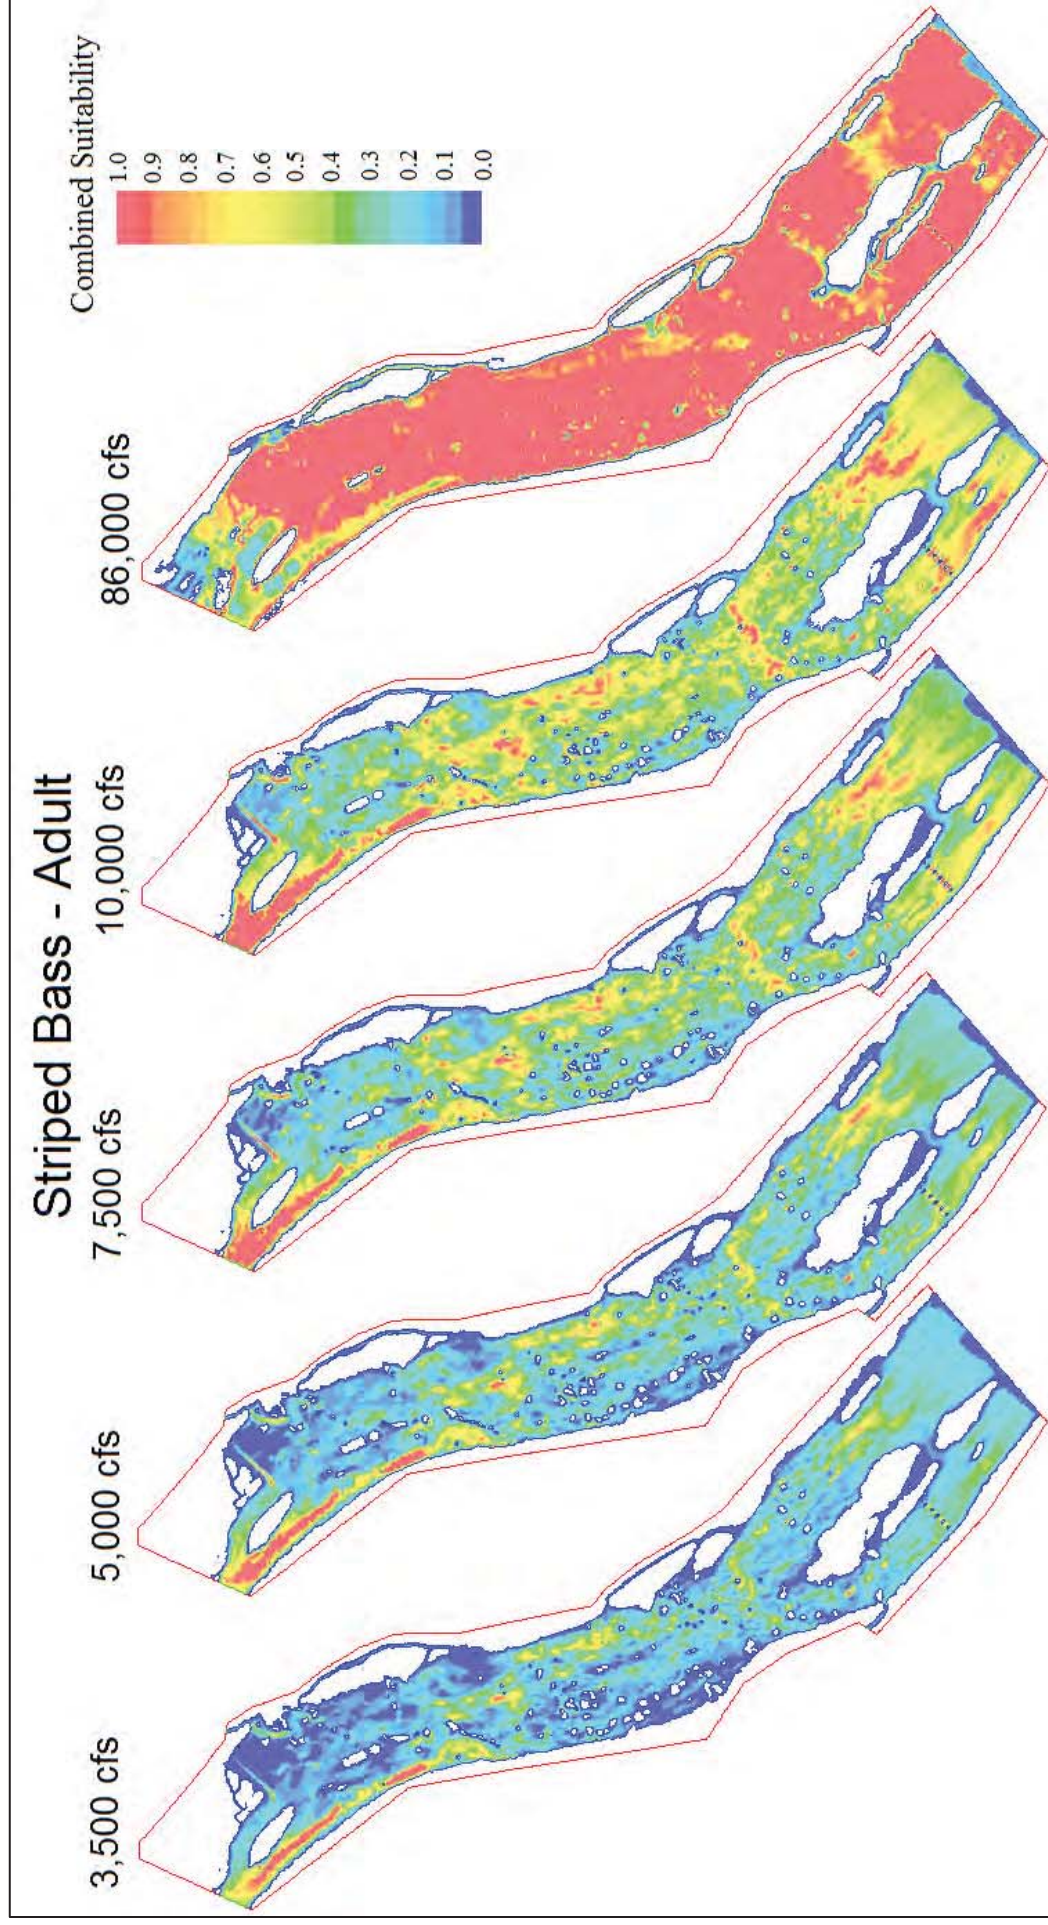 Striped Bass - Adult
3,500 cfs
5,000 cfs
7,500 cfs
10,000 cfs
86,000 cfs
Combined Suitability
1.0
0.9
0.8
0.7
0.6
0.5
0.4
0.3
0.2
0.1
0.0